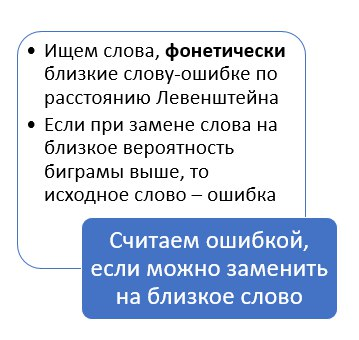 • Ищем слова, фонетически
близкие слову-ошибке по
расстоянию Левенштейна
• Если при замене слова на
близкое вероятность
биграмы выше, то
исходное слово – ошибка
Считаем ошибкой,
если можно заменить
на близкое слово